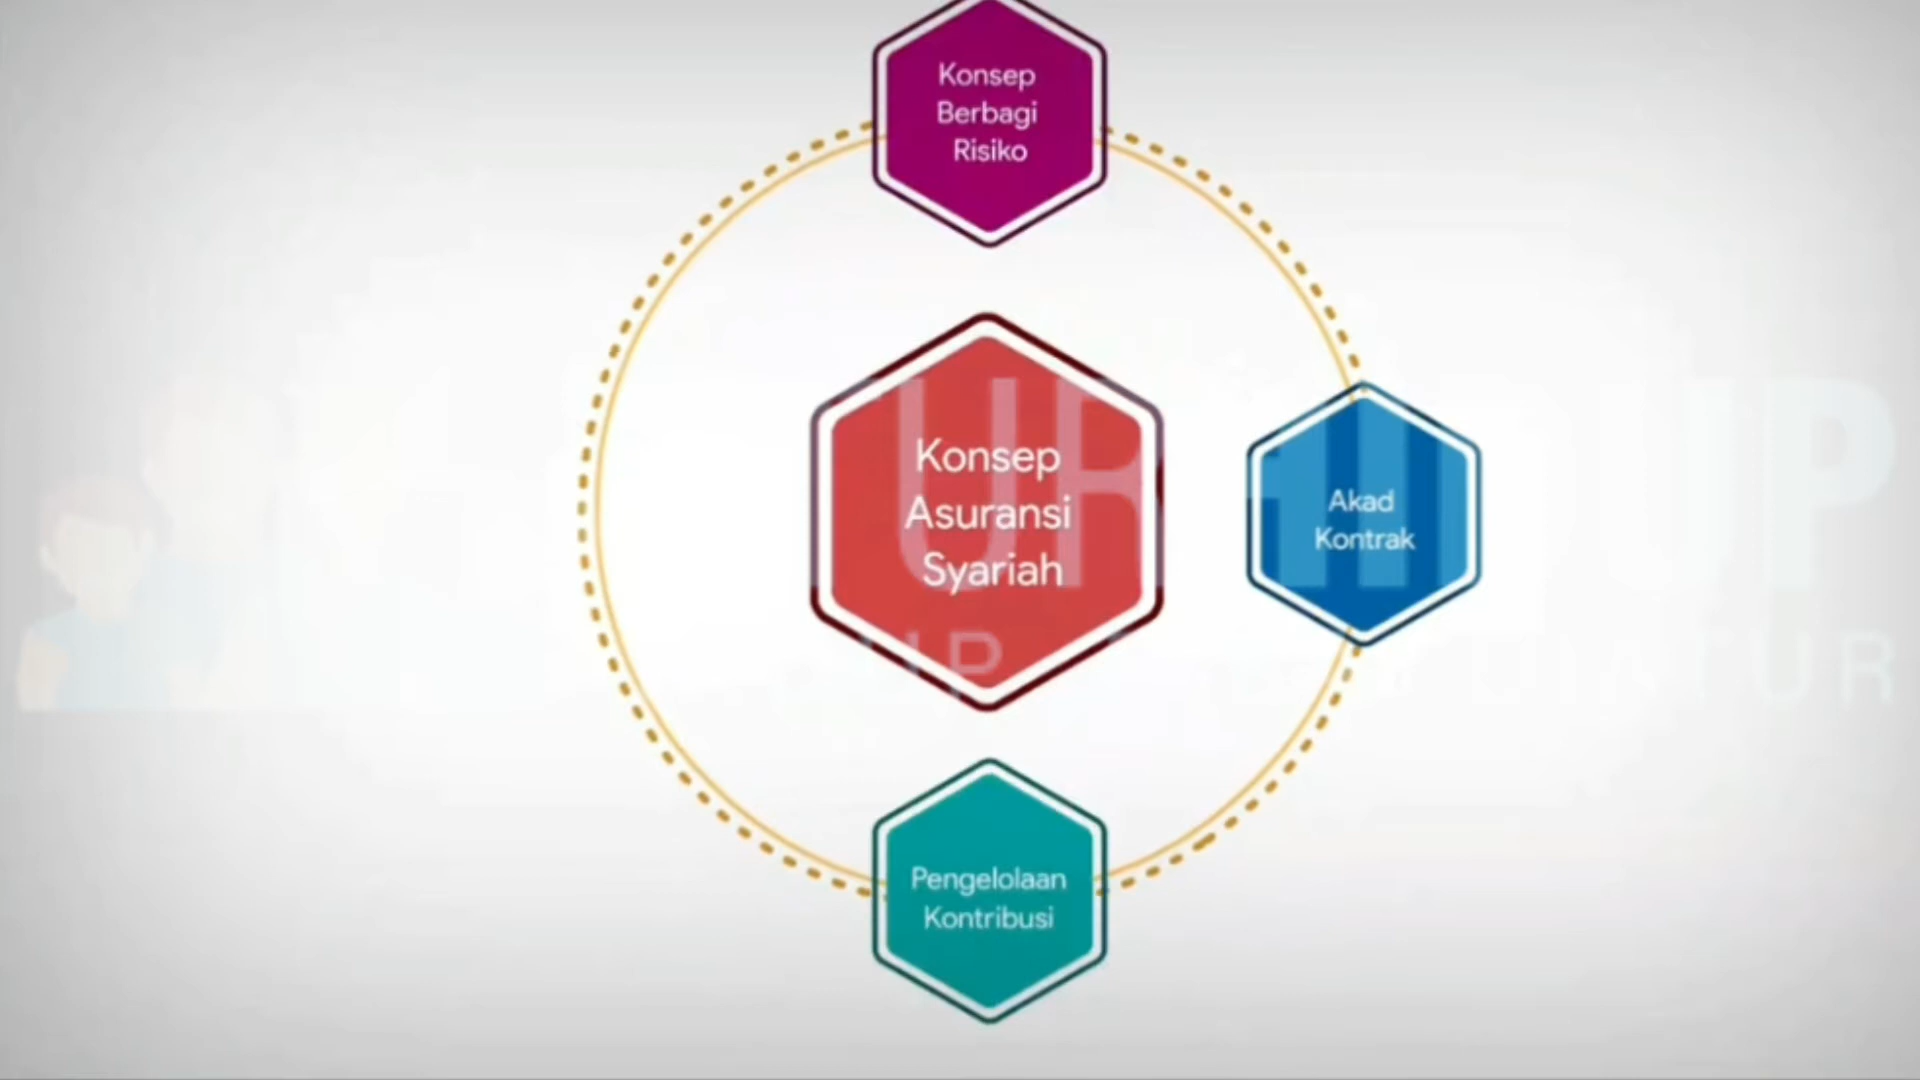 Konsep
Berbagi
Risiko
Konsep
Asuransi
Syariah
Akad
Kontrak
Pengelolaan
Kontribusi